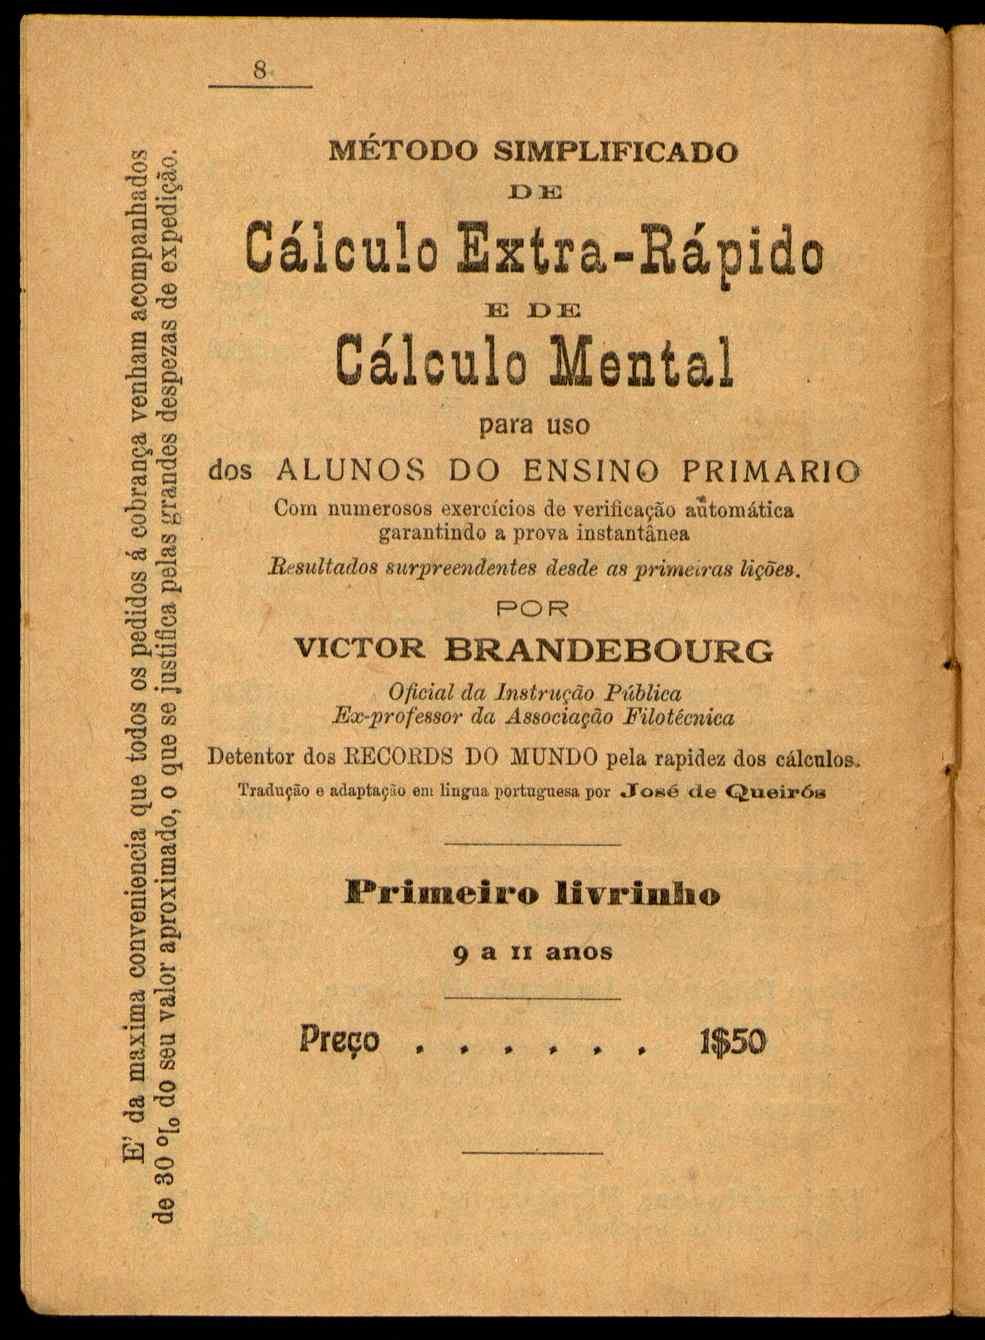 8
MÉTODO SIMPLIFICADO
DE
Cálculo Extra-Rápido
E DE
Cálculo Mental
para uso
dos ALUNOS DO ENSINO PRIMARIO
Com numerosos exercícios de verificação automática
garantindo a prova instantânea
Resultados surpreendentes desde as primeiras lições.
POR
VICTOR BRANDEBOURG
Oficial da Instrução Pública
Ex-professor da Associação Filotécnica
Detentor dos RECORDS DO MUNDO pela rapidez dos cálculos.
Tradução e adaptação em lingua portuguesa por José de Queirós
Primeiro livrinho
9 a 11 anos
Preço . . . . . . 1$50
E' da maxima conveniencia que todos os pedidos á cobrança venham acompanhados
de 30 % do seu valor aproximado, o que se justifica pelas grandes despezas de expedição.